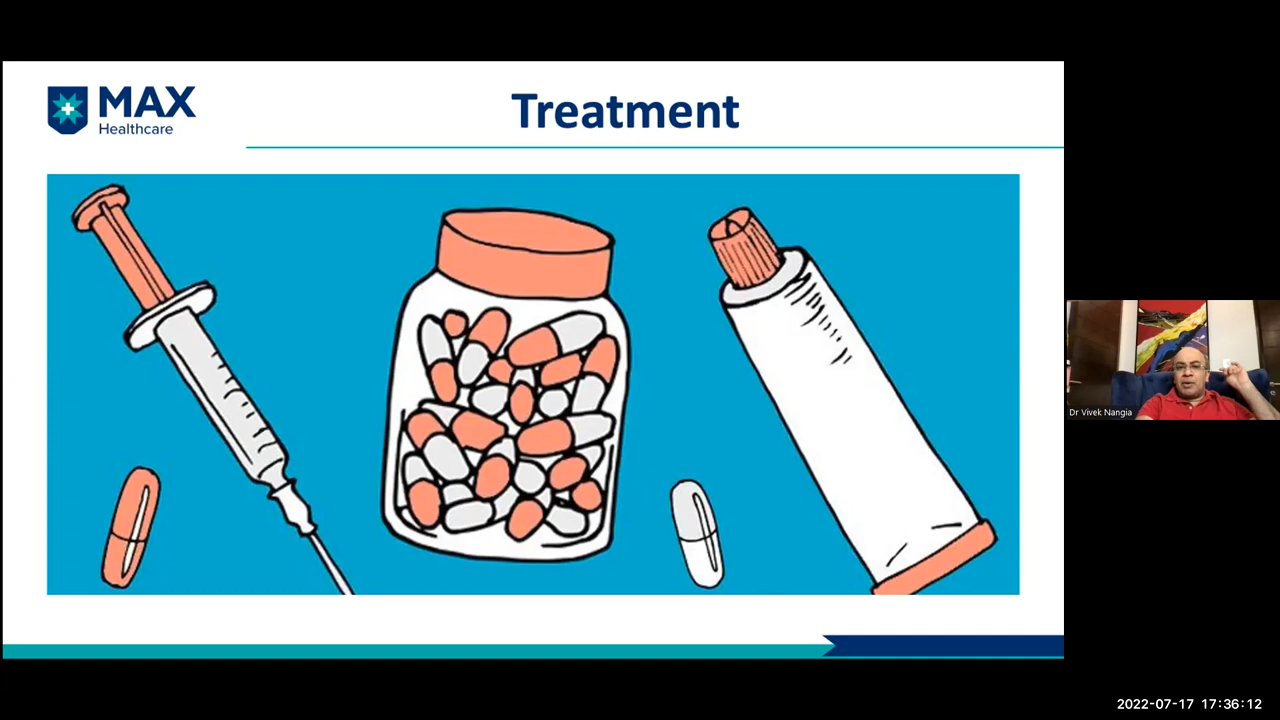 MAX
Healthcare
Treatment
Dr Vivek Nangia
2022-07-17 17:36:12